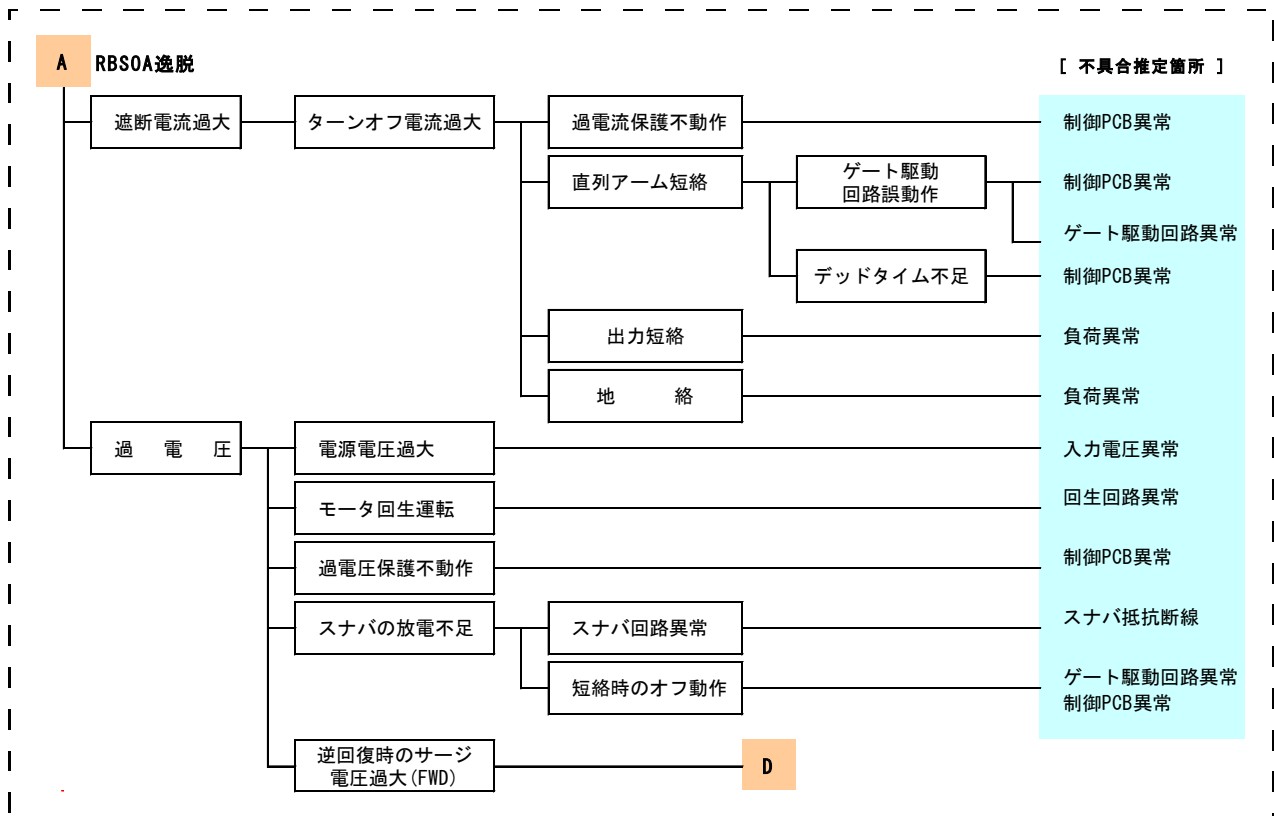 A RBSOA逸脱
[ 不具合推定箇所 ]
遮断電流過大
ターンオフ電流過大
過電流保護不動作
制御PCB異常
直列アーム短絡
ゲート駆動
回路誤動作
制御PCB異常
ゲート駆動回路異常
デッドタイム不足
制御PCB異常
出力短絡
負荷異常
地 絡
負荷異常
過 電 圧
電源電圧過大
入力電圧異常
モータ回生運転
回生回路異常
過電圧保護不動作
制御PCB異常
スナバの放電不足
スナバ回路異常
スナバ抵抗断線
短絡時のオフ動作
ゲート駆動回路異常
制御PCB異常
逆回復時のサージ
電圧過大(FWD)
D